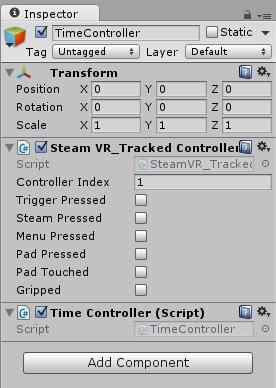 Inspector
TimeController Static
Tag Untagged Layer Default
Transform
Position X 0 Y 0 Z 0
Rotation X 0 Y 0 Z 0
Scale X 1 Y 1 Z 1
Steam VR_Tracked Controller
Script SteamVR_Tracked
Controller Index 1
Trigger Pressed
Steam Pressed
Menu Pressed
Pad Pressed
Pad Touched
Gripped
Time Controller (Script)
Script TimeController
Add Component